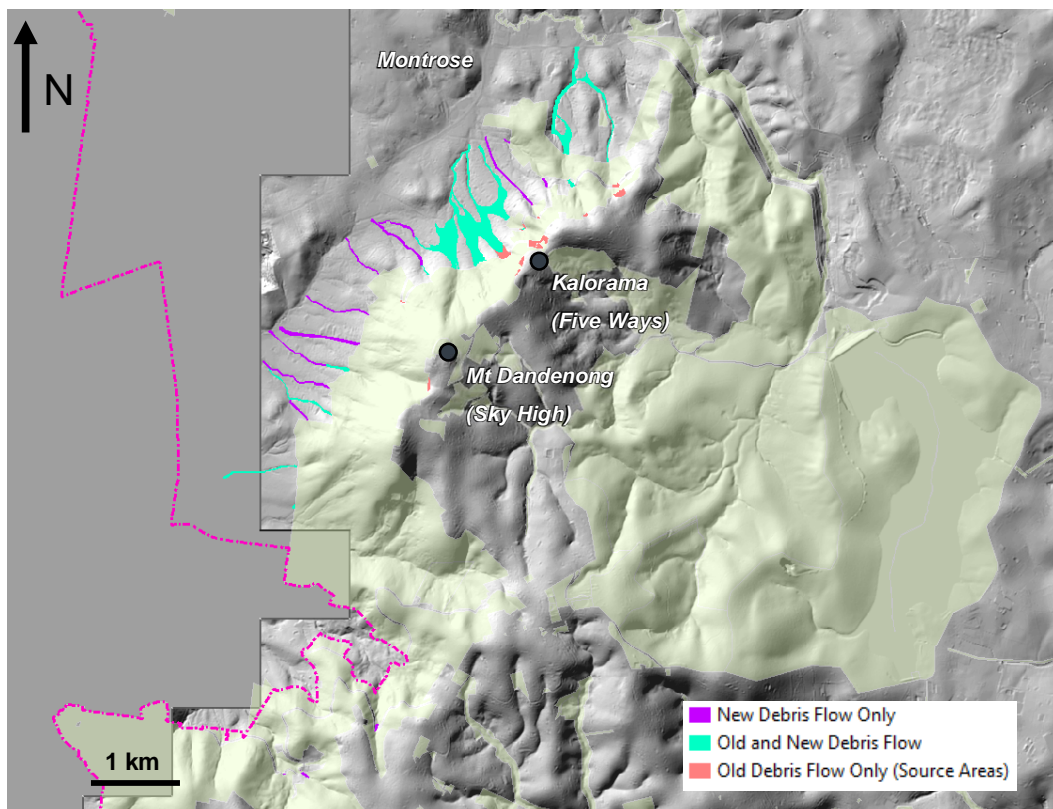 Montrose
N
Kalorama
(Five Ways)
Mt Dandenong
(Sky High)
New Debris Flow Only
Old and New Debris Flow
Old Debris Flow Only (Source Areas)
1 km